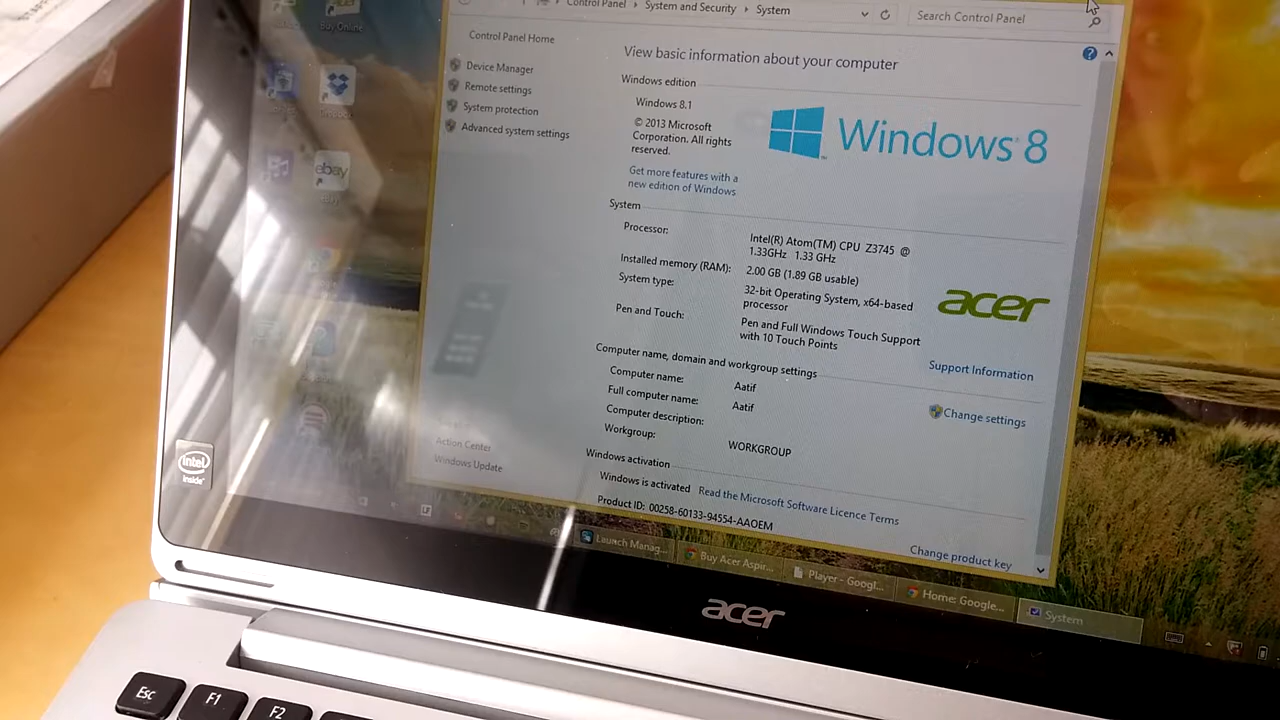 Control Panel > System and Security > System
Search Control Panel
Buy Online
Control Panel Home
Device Manager
Remote settings
System protection
Advanced system settings
View basic information about your computer
Windows edition
Windows 8.1
© 2013 Microsoft
Corporation. All rights
reserved.
Get more features with a
new edition of Windows
Windows 8
ebay
System
Processor:
Intel(R) Atom(TM) CPU Z3745 @
1.33GHz 1.33 GHz
Installed memory (RAM):
2.00 GB (1.89 GB usable)
System type:
32-bit Operating System, x64-based
processor
Pen and Touch:
Pen and Full Windows Touch Support
with 10 Touch Points
acer
Support Information
Computer name, domain and workgroup settings
Computer name:
Aatif
Full computer name:
Aatif
Computer description:
Workgroup:
WORKGROUP
Change settings
Action Center
Windows Update
Windows activation
Windows is activated Read the Microsoft Software Licence Terms
Product ID: 00258-60133-94554-AAOEM
Change product key
intel
inside
Launch Manag...
Buy Acer Aspir...
Player - Googl...
Home: Google...
System
acer
Esc
F1
F2